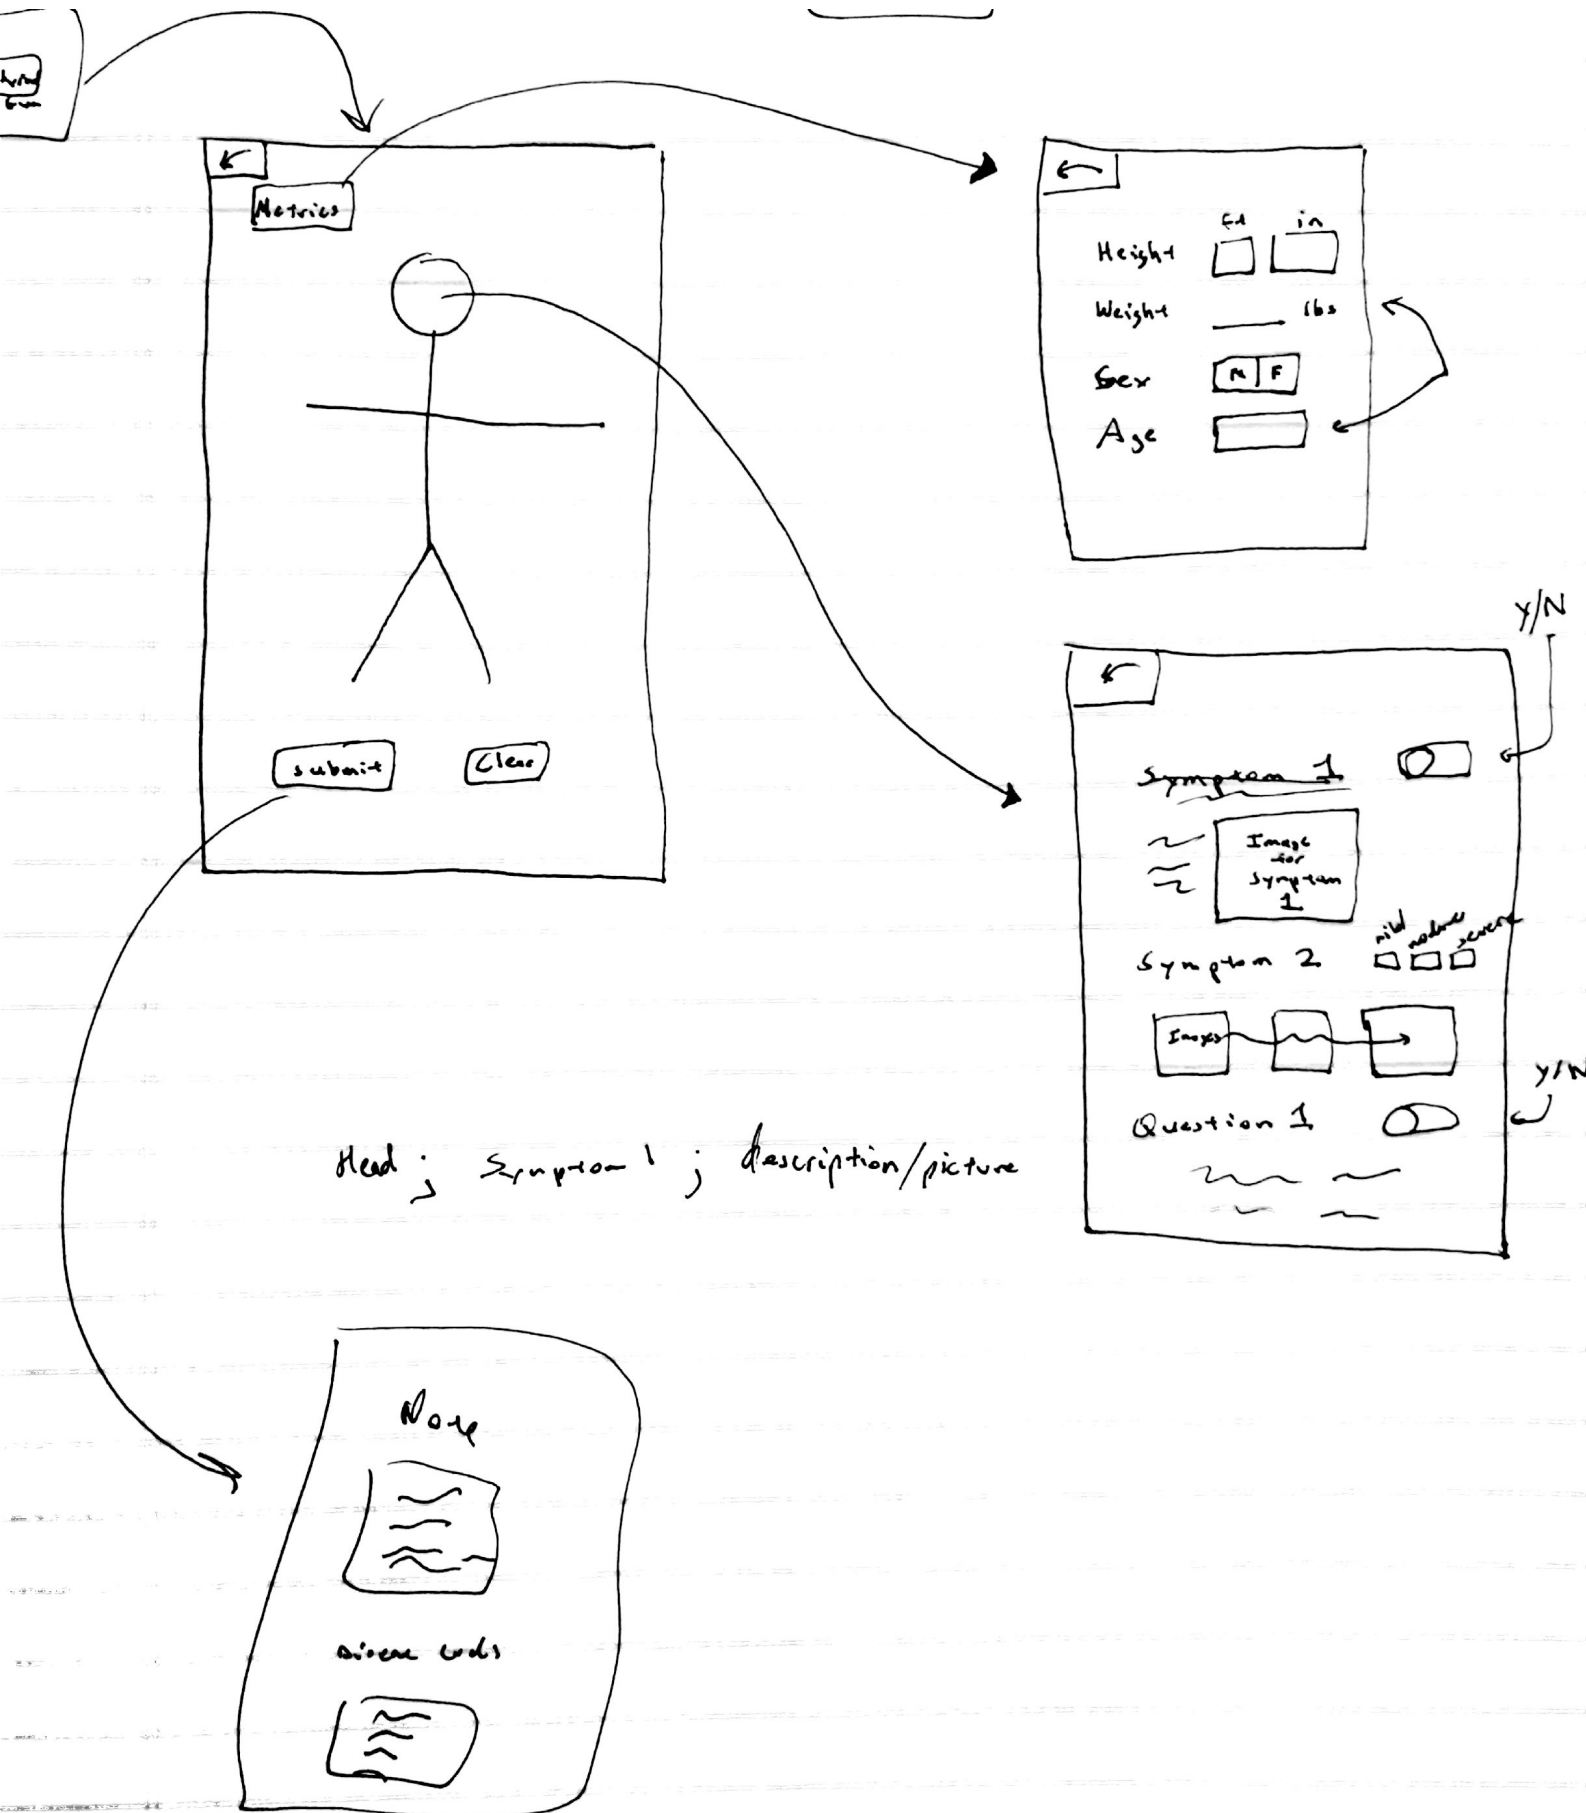 Metrics
submit
Clear
ft in
Height
Weight lbs
Sex M F
Age
Y/N
Symptom 1
Image
for
Symptom
1
mild moderate severe
Symptom 2
Images
Y/N
Question 1
Head ; Symptom 1 ; description/picture
Note
Disease codes